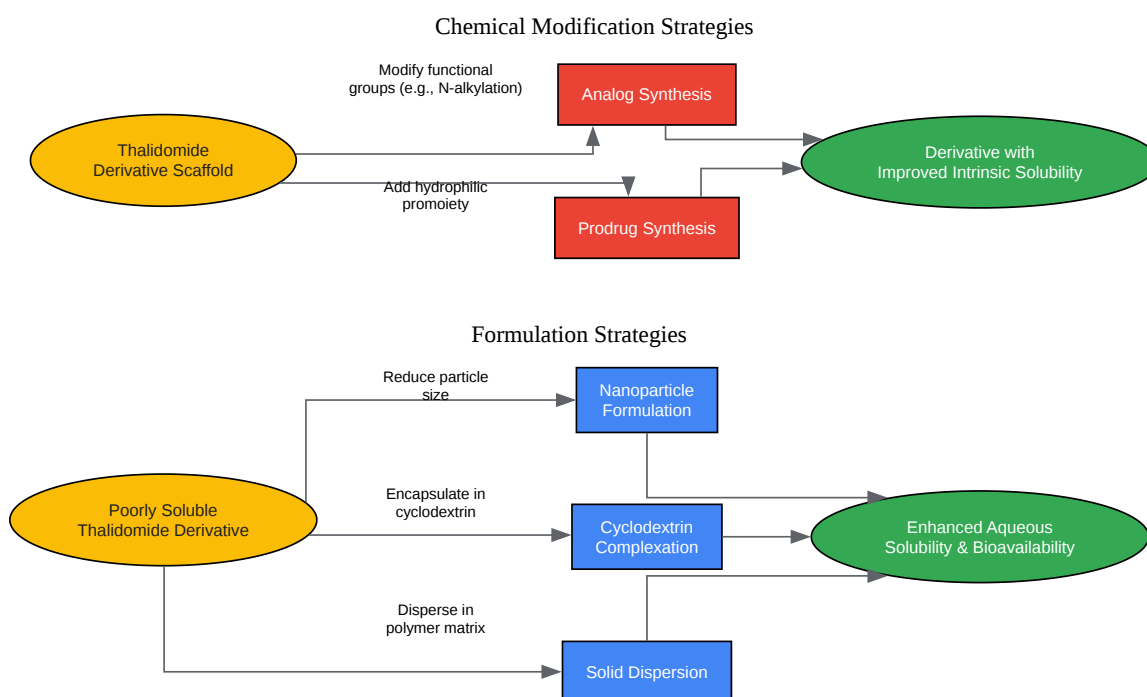 Chemical Modification Strategies
Modify functional
groups (e.g., N-alkylation)
Analog Synthesis
Thalidomide
Derivative Scaffold
Derivative with
Improved Intrinsic Solubility
Add hydrophilic
promoiety
Prodrug Synthesis
Formulation Strategies
Reduce particle
size
Nanoparticle
Formulation
Poorly Soluble
Thalidomide Derivative
Encapsulate in
cyclodextrin
Cyclodextrin
Complexation
Enhanced Aqueous
Solubility & Bioavailability
Disperse in
polymer matrix
Solid Dispersion